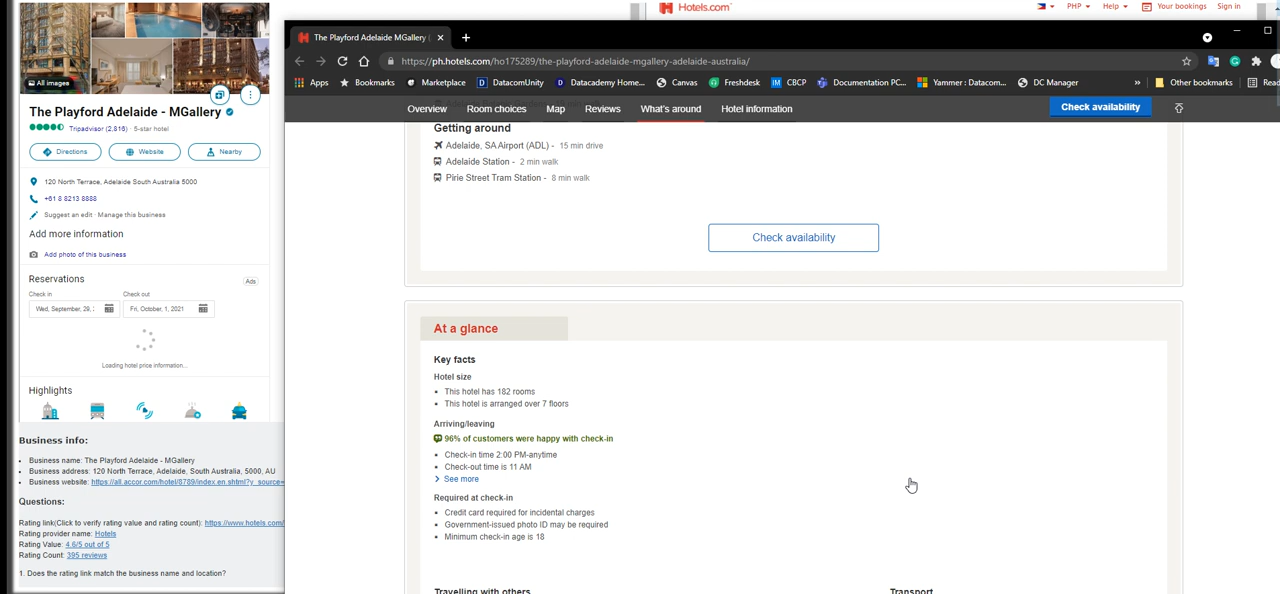 All images
The Playford Adelaide - MGallery
Tripadvisor (2,816) · 5-star hotel
Directions
Website
Nearby
120 North Terrace, Adelaide South Australia 5000
+61 8 8213 8888
Suggest an edit · Manage this business
Add more information
Add photo of this business
Reservations
Ads
Check in
Check out
Wed, September, 29, :
Fri, October, 1, 2021
Loading hotel price information...
Highlights
Business info:
• Business name: The Playford Adelaide - MGallery
• Business address: 120 North Terrace, Adelaide, South Australia, 5000, AU
• Business website: https://all.accor.com/hotel/8789/index.en.shtml?y_source=
Questions:
Rating link(Click to verify rating value and rating count): https://www.hotels.com/
Rating provider name: Hotels
Rating Value: 4.6/5 out of 5
Rating Count: 395 reviews
1. Does the rating link match the business name and location?
Hotels.com
PHP
Help
Your bookings
Sign in
The Playford Adelaide MGallery (
https://ph.hotels.com/ho175289/the-playford-adelaide-mgallery-adelaide-australia/
Apps
Bookmarks
Marketplace
DatacomUnity
Datacademy Home...
Canvas
Freshdesk
IM CBCP
Documentation PC...
Yammer : Datacom...
DC Manager
»
Other bookmarks
Read
Overview
Room choices
Map
Reviews
What's around
Hotel information
Check availability
Getting around
Adelaide, SA Airport (ADL) - 15 min drive
Adelaide Station - 2 min walk
Pirie Street Tram Station - 8 min walk
Check availability
At a glance
Key facts
Hotel size
• This hotel has 182 rooms
• This hotel is arranged over 7 floors
Arriving/leaving
96% of customers were happy with check-in
• Check-in time 2:00 PM-anytime
• Check-out time is 11 AM
See more
Required at check-in
• Credit card required for incidental charges
• Government-issued photo ID may be required
• Minimum check-in age is 18
Travelling with others
Transport